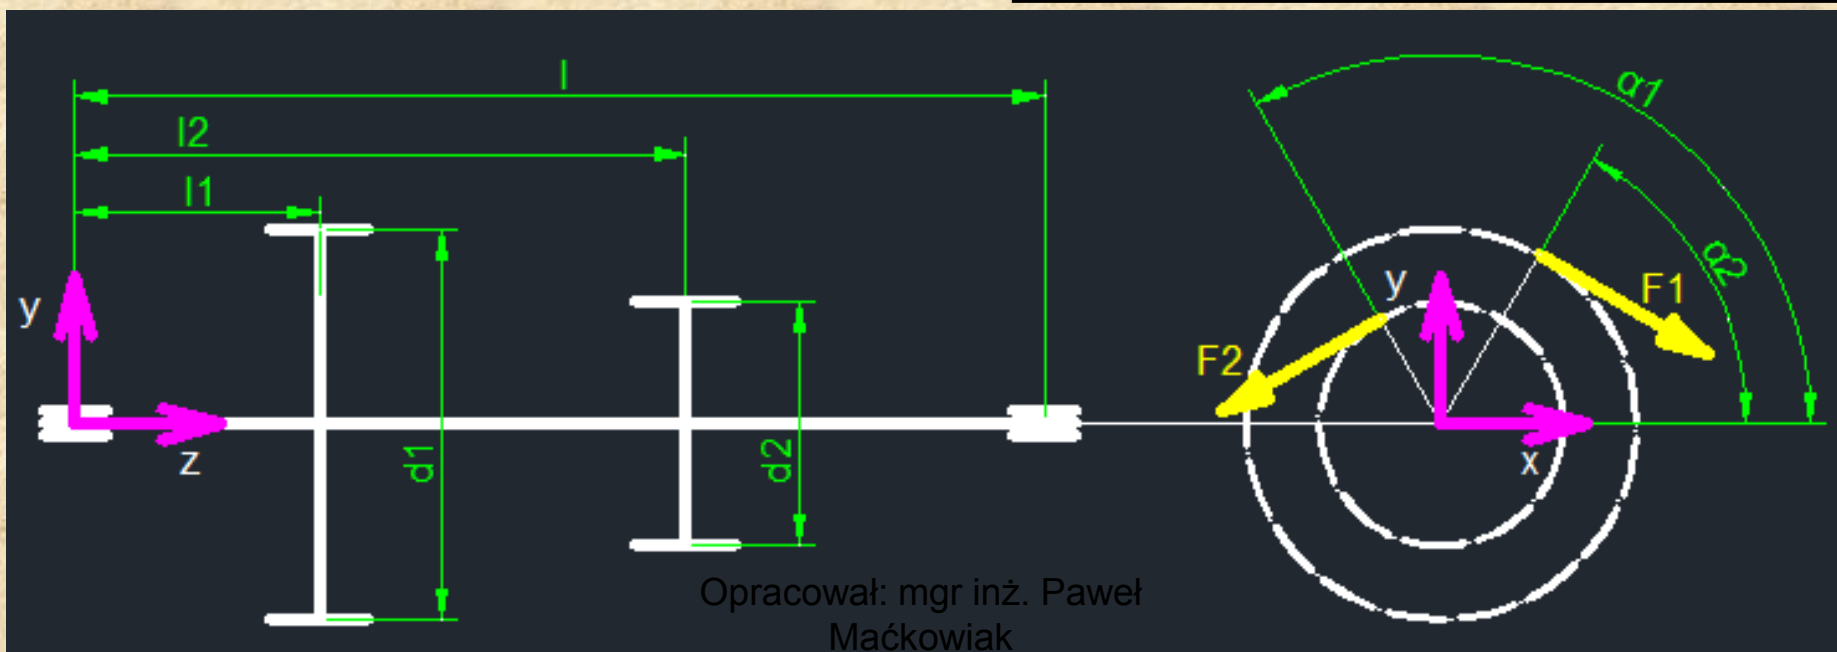 l
α1
l2
l1
α2
y
y
F1
F2
d1
d2
z
x
Opracował: mgr inż. Paweł
Maćkowiak